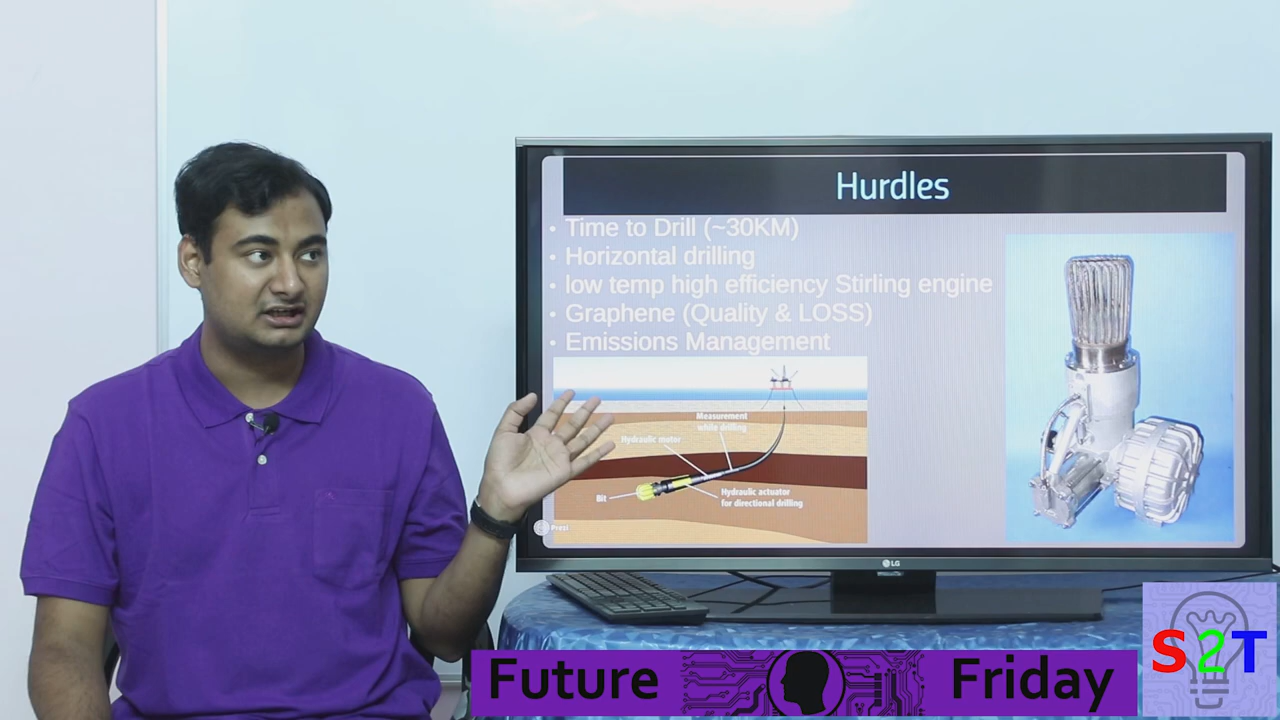 Hurdles
• Time to Drill (~30KM)
• Horizontal drilling
• low temp high efficiency Stirling engine
• Graphene (Quality & LOSS)
• Emissions Management
Measurement
while drilling
Hydraulic motor
Bit
Hydraulic actuator
for directional drilling
Prezi
LG
Future Friday
S2T